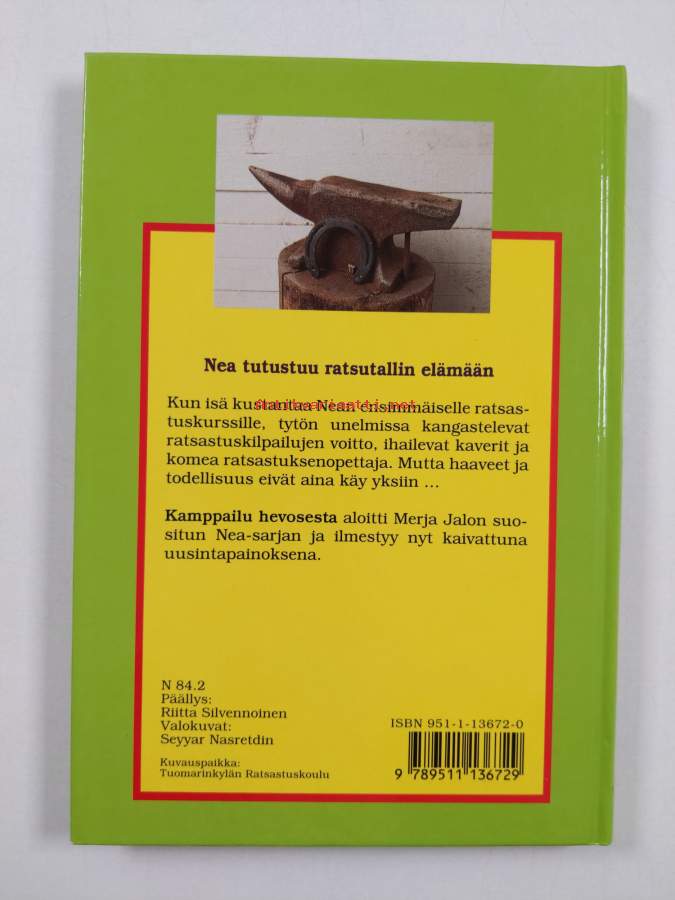 Nea tutustuu ratsutallin elämään
Kun isä kustantaa Nean ensimmäiselle ratsas-
tuskurssille, tytön unelmissa kangastelevat
ratsastuskilpailujen voitto, ihailevat kaverit ja
komea ratsastuksenopettaja. Mutta haaveet ja
todellisuus eivät aina käy yksiin ...
Kamppailu hevosesta aloitti Merja Jalon suo-
situn Nea-sarjan ja ilmestyy nyt kaivattuna
uusintapainoksena.
N 84.2
Päällys:
Riitta Silvennoinen
Valokuvat:
Seyyar Nasretdin
Kuvauspaikka:
Tuomarinkylän Ratsastuskoulu
ISBN 951-1-13672-0
9 789511 136729